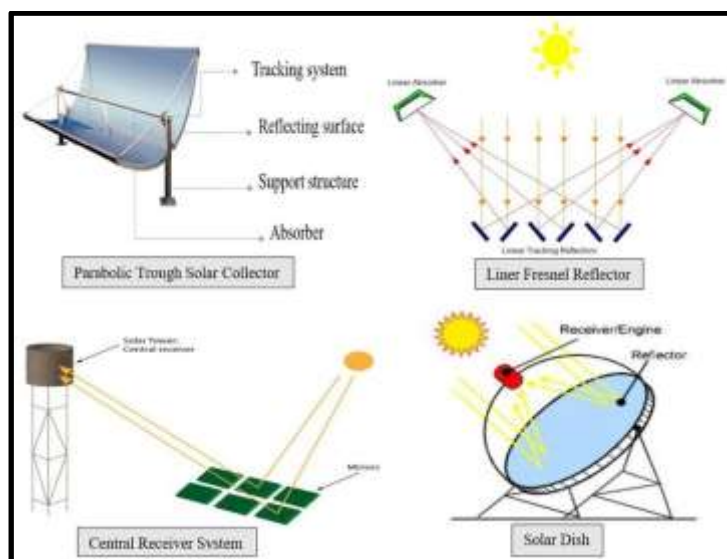 Tracking system
Reflecting surface
Support structure
Absorber
Parabolic Trough Solar Collector
Linear Absorber
Linear Absorber
Linear Tracking Reflectors
Liner Fresnel Reflector
Solar Tower
Central receiver
Mirrors
Central Receiver System
Receiver/Engine
Reflector
Solar Dish